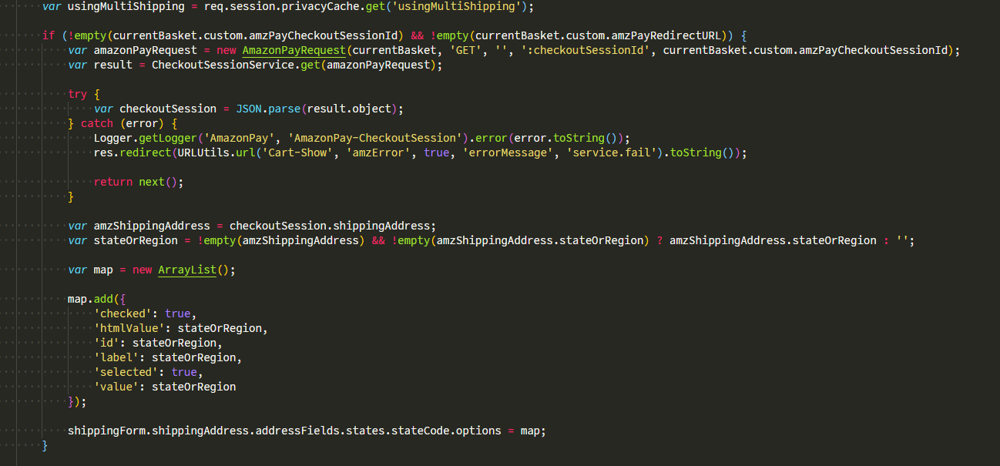 var usingMultiShipping = req.session.privacyCache.get('usingMultiShipping');
if (!empty(currentBasket.custom.amzPayCheckoutSessionId) && !empty(currentBasket.custom.amzPayRedirectURL)) {
var amazonPayRequest = new AmazonPayRequest(currentBasket, 'GET', '', ':checkoutSessionId', currentBasket.custom.amzPayCheckoutSessionId);
var result = CheckoutSessionService.get(amazonPayRequest);
try {
var checkoutSession = JSON.parse(result.object);
} catch (error) {
Logger.getLogger('AmazonPay', 'AmazonPay-CheckoutSession').error(error.toString());
res.redirect(URLUtils.url('Cart-Show', 'amzError', true, 'errorMessage', 'service.fail').toString());
return next();
}
var amzShippingAddress = checkoutSession.shippingAddress;
var stateOrRegion = !empty(amzShippingAddress) && !empty(amzShippingAddress.stateOrRegion) ? amzShippingAddress.stateOrRegion : '';
var map = new ArrayList();
map.add({
'checked': true,
'htmlValue': stateOrRegion,
'id': stateOrRegion,
'label': stateOrRegion,
'selected': true,
'value': stateOrRegion
});
shippingForm.shippingAddress.addressFields.states.stateCode.options = map;
}